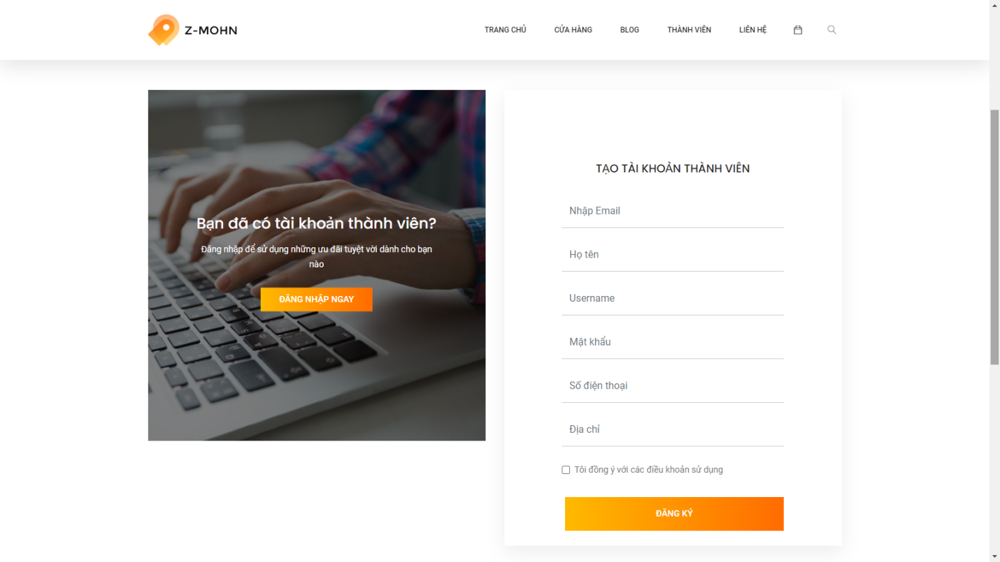 Z-MOHN
TRANG CHỦ
CỬA HÀNG
BLOG
THÀNH VIÊN
LIÊN HỆ
Bạn đã có tài khoản thành viên?
Đăng nhập để sử dụng những ưu đãi tuyệt vời dành cho bạn
nào
ĐĂNG NHẬP NGAY
TẠO TÀI KHOẢN THÀNH VIÊN
Nhập Email
Họ tên
Username
Mật khẩu
Số điện thoại
Địa chỉ
Tôi đồng ý với các điều khoản sử dụng
ĐĂNG KÝ